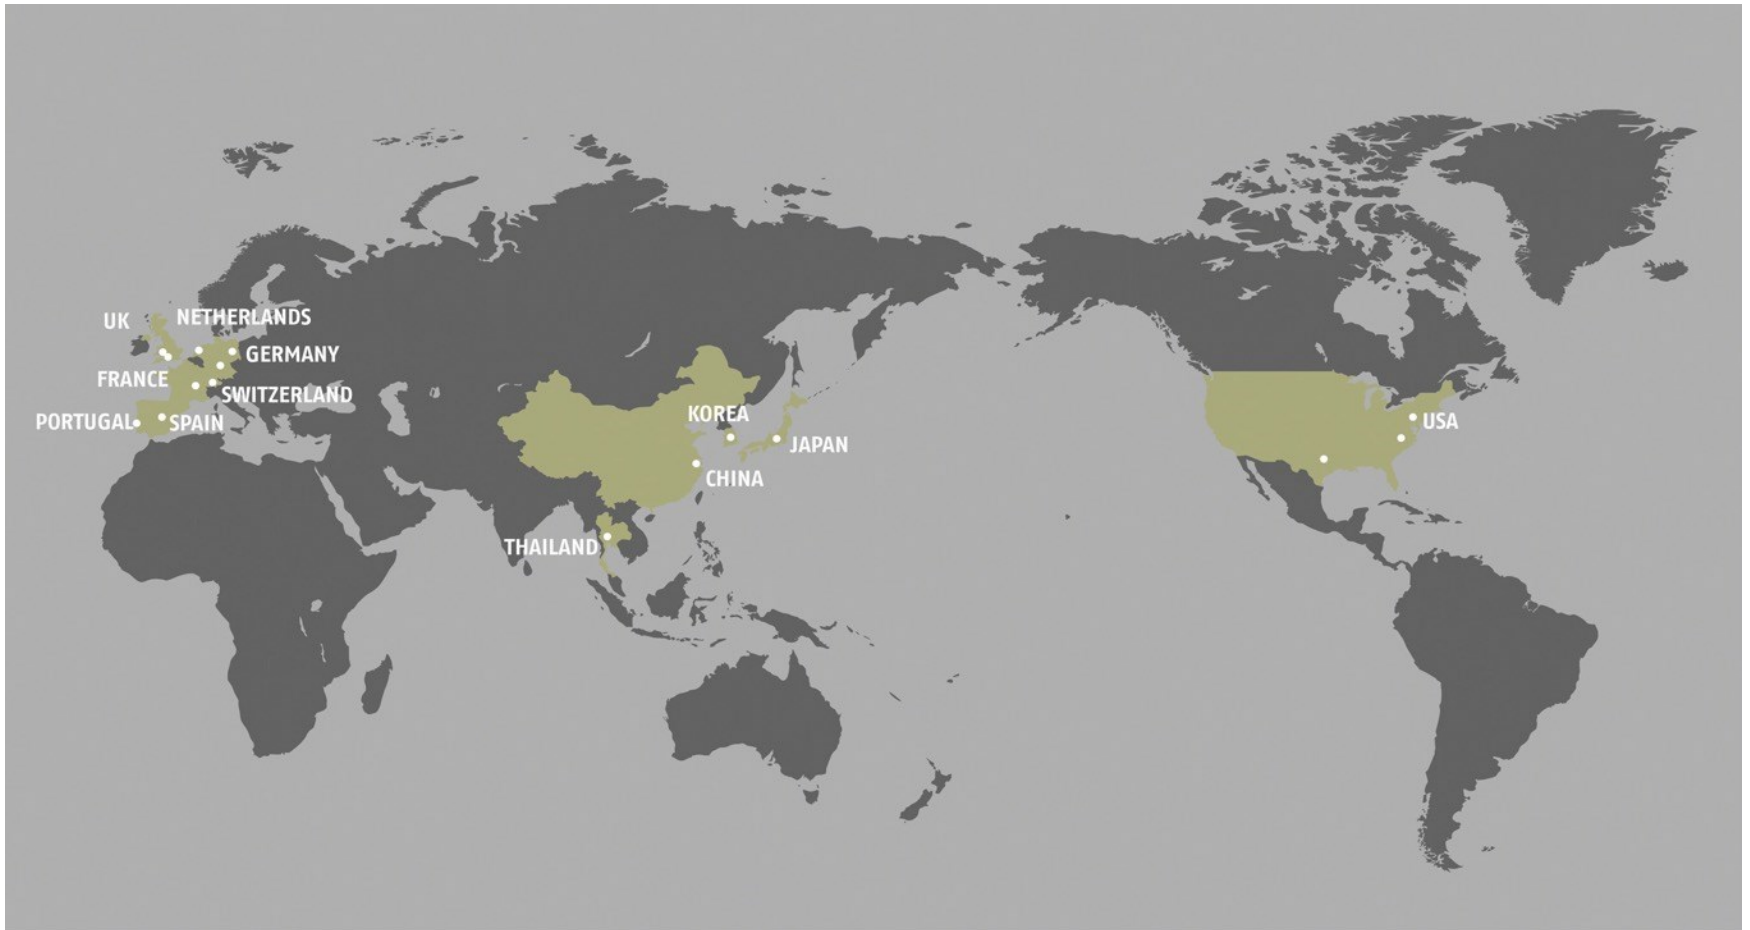 UK
NETHERLANDS
GERMANY
FRANCE
SWITZERLAND
PORTUGAL
SPAIN
KOREA
JAPAN
CHINA
THAILAND
USA